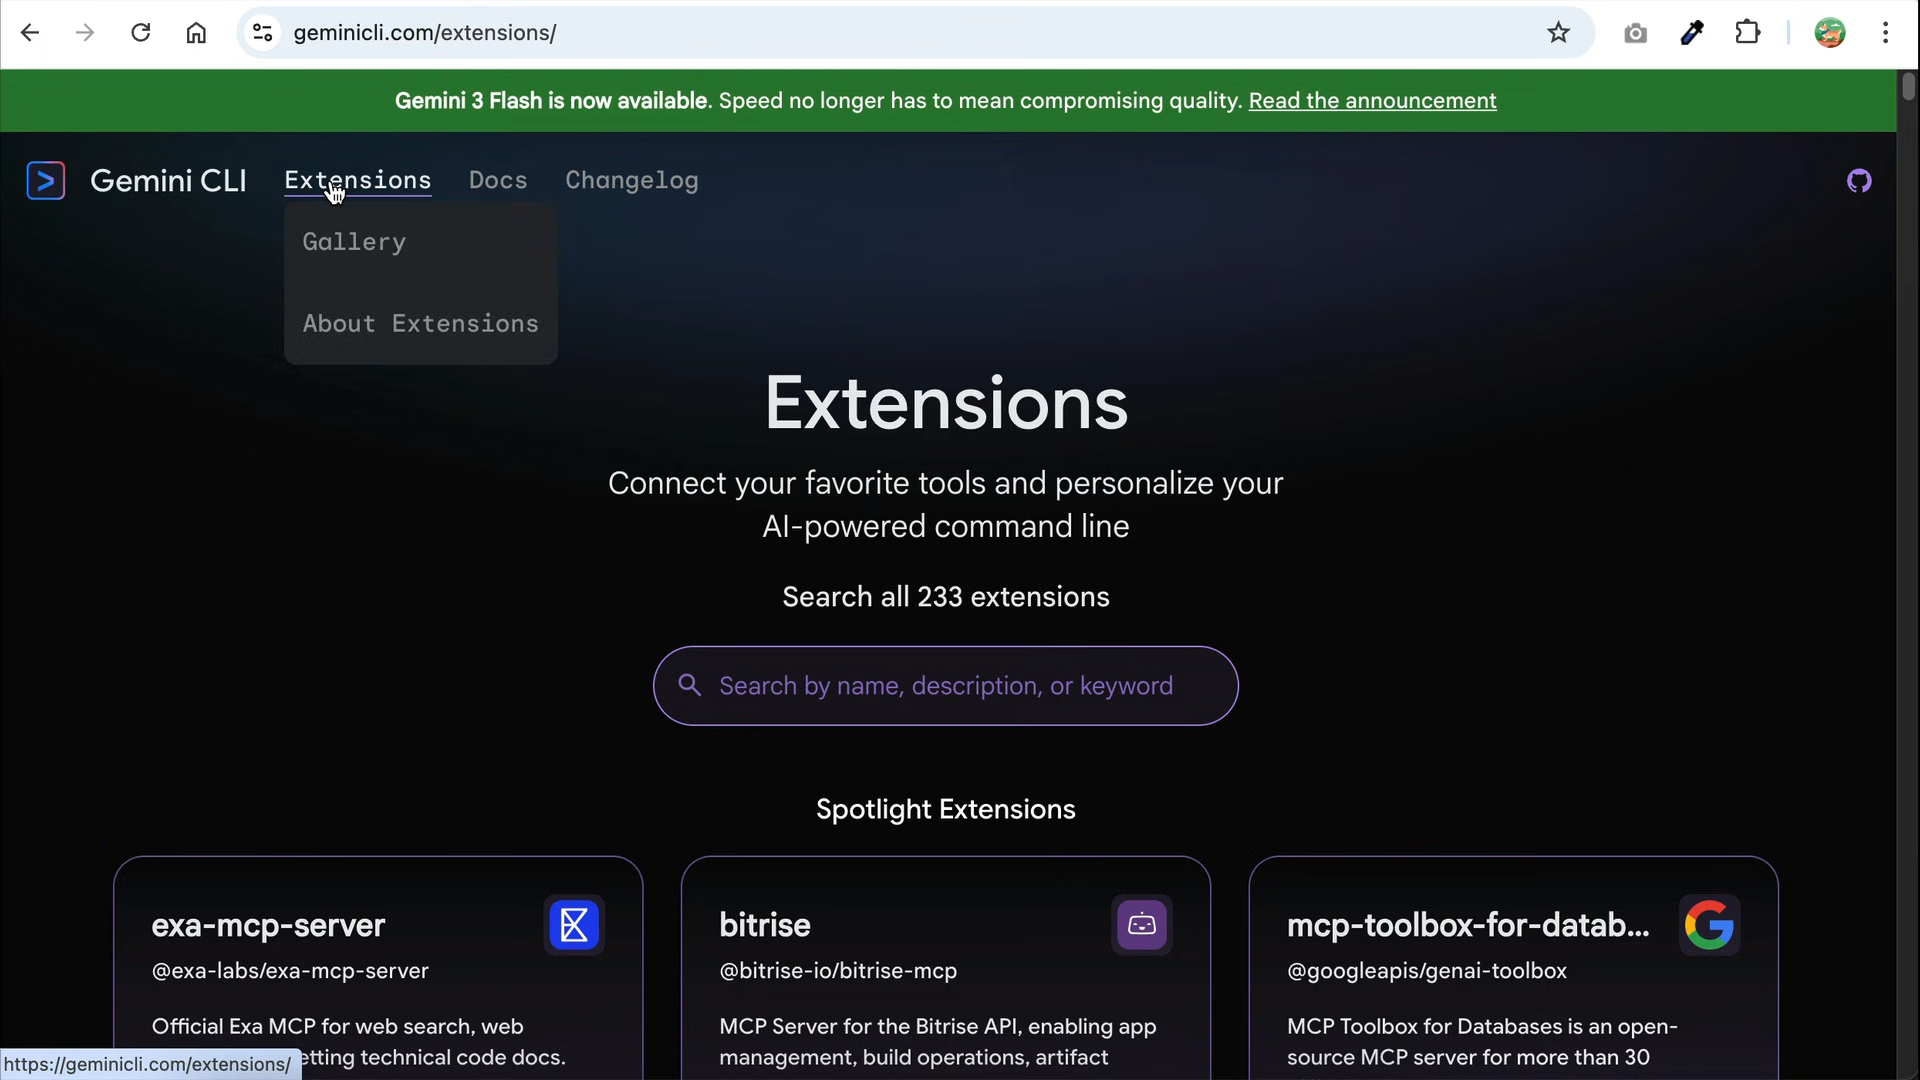 geminicli.com/extensions/
Gemini 3 Flash is now available. Speed no longer has to mean compromising quality. Read the announcement
Gemini CLI Extensions Docs Changelog
Gallery
About Extensions
Extensions
Connect your favorite tools and personalize your
AI-powered command line
Search all 233 extensions
Search by name, description, or keyword
Spotlight Extensions
exa-mcp-server
@exa-labs/exa-mcp-server
Official Exa MCP for web search, web
etting technical code docs.
bitrise
@bitrise-io/bitrise-mcp
MCP Server for the Bitrise API, enabling app
management, build operations, artifact
mcp-toolbox-for-datab...
@googleapis/genai-toolbox
MCP Toolbox for Databases is an open-
source MCP server for more than 30
https://geminicli.com/extensions/